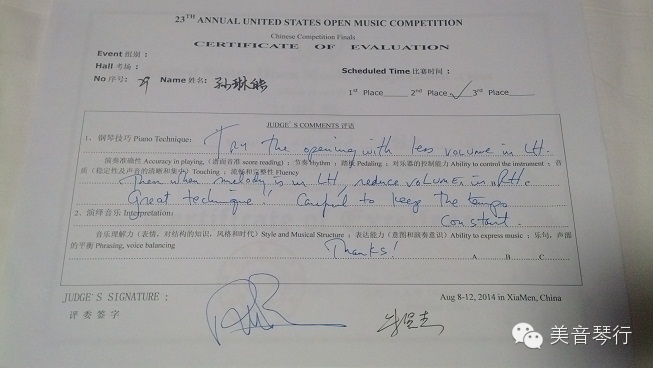 23TH ANNUAL UNITED STATES OPEN MUSIC COMPETITION
Chinese Competition Finals
CERTIFICATE OF EVALUATION
Event 组别：
Hall 考场：
Scheduled Time 比赛时间：
No 序号： 29 Name 姓名： 孙琳皓
1st Place 2nd Place ✓ 3rd Place
JUDGE'S COMMENTS 评语
1、钢琴技巧 Piano Technique: TRY the opening with less volume in LH.
演奏准确性 Accuracy in playing, (谱面音准 score reading)；节奏 Rhythm；踏板 Pedaling；对乐器的控制能力 Ability to control the instrument；音
质（稳定性及声音的清晰和集中）Touching；流畅和完整性 Fluency
Then when melody is in LH, reduce volume in RH.
Great technique!! Careful to keep the tempo
2、演绎音乐 Interpretation: constant.
音乐理解力（表情，对结构的知识，风格和时代）Style and Musical Structure；表达能力（意图和演奏意识）Ability to express music；乐句，声部
的平衡 Phrasing, voice balancing
Thanks!
A B C
JUDGE'S SIGNATURE：
评委签字
Aug 8-12, 2014 in XiaMen, China
美音琴行